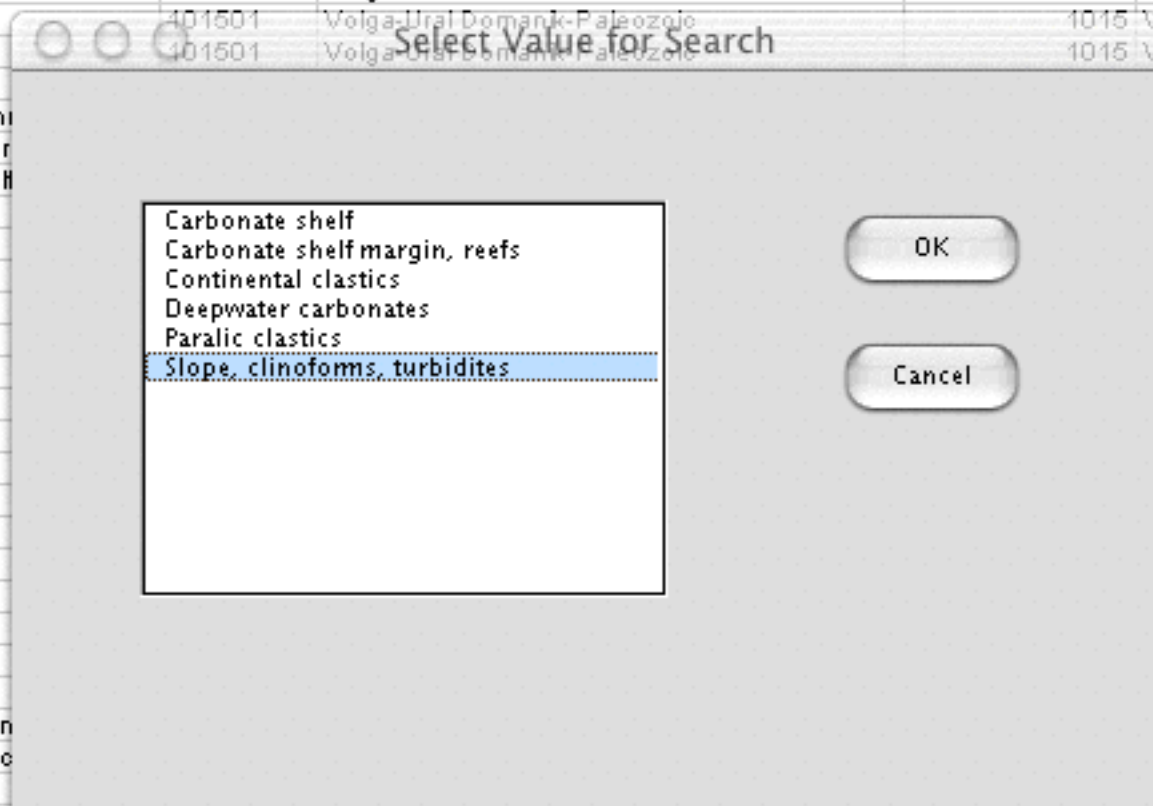 401501 Volga-Ural Domanik-Paleozoic 1015
Select Value for Search
401501 Volga-Ural Domanik-Paleozoic 1015
Carbonate shelf
Carbonate shelf margin, reefs
Continental clastics
Deepwater carbonates
Paralic clastics
Slope, clinoforms, turbidites
OK
Cancel